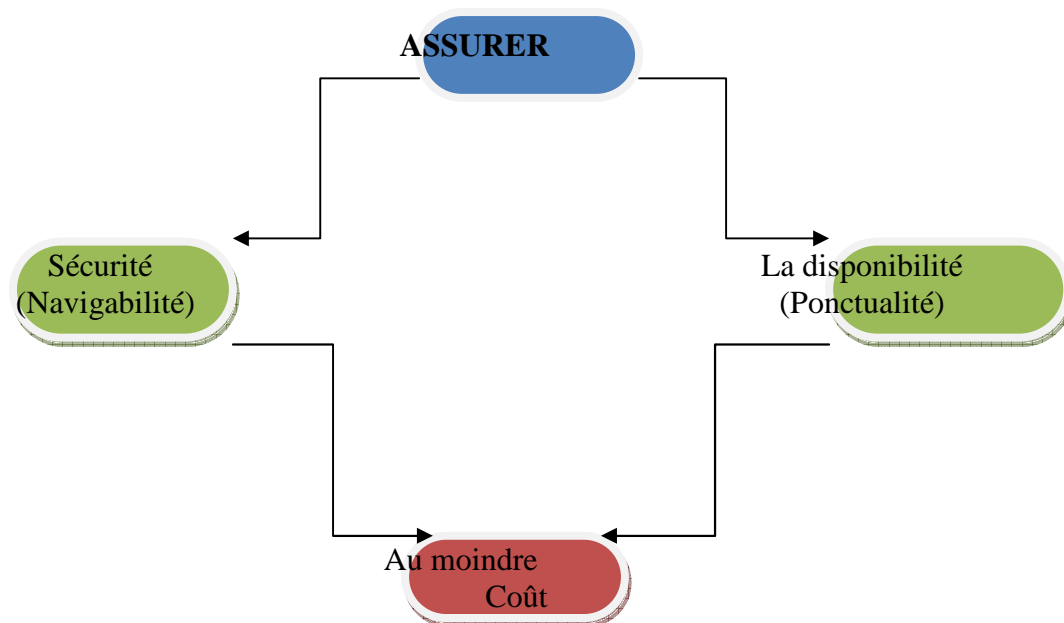 ASSURER
Sécurité
(Navigabilité)
La disponibilité
(Ponctualité)
Au moindre
Coût